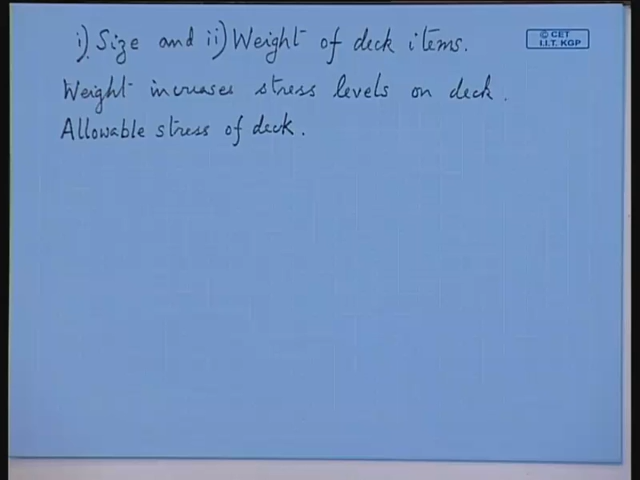 i) Size and ii) Weight of deck items.
© CET
I.I.T. KGP
Weight increases stress levels on deck.
Allowable stress of deck.